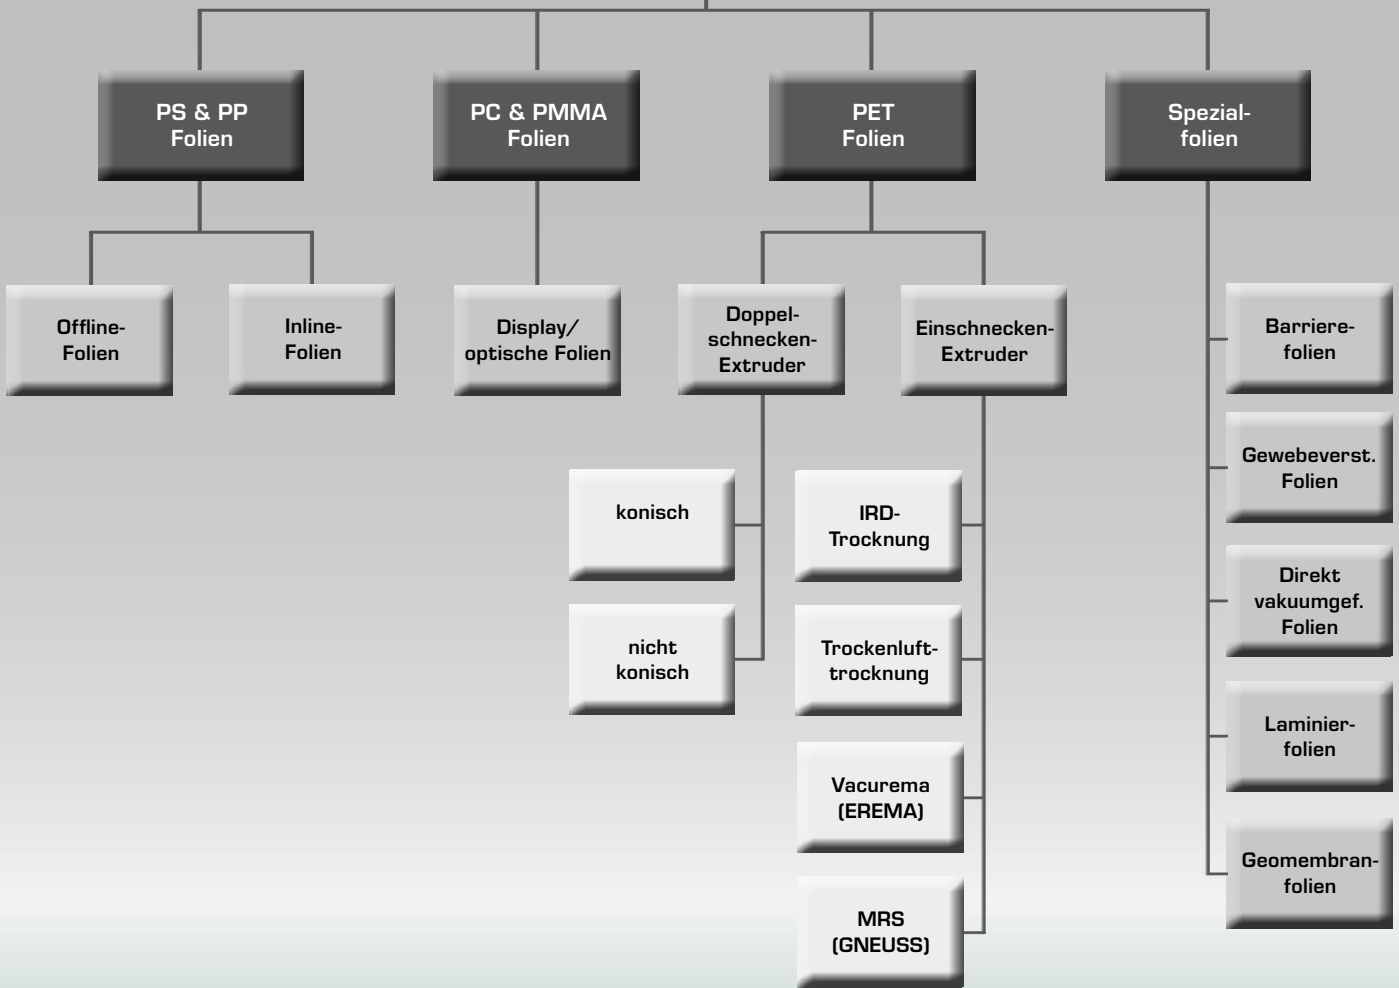 PS & PP
Folien
PC & PMMA
Folien
PET
Folien
Spezial-
folien
Offline-
Folien
Inline-
Folien
Display/
optische Folien
Doppel-
schnecken-
Extruder
Einschnecken-
Extruder
konisch
nicht
konisch
IRD-
Trocknung
Trockenluft-
trocknung
Vacurema
(EREMA)
MRS
(GNEUSS)
Barriere-
folien
Gewebeverst.
Folien
Direkt
vakuumgef.
Folien
Laminier-
folien
Geomembran-
folien